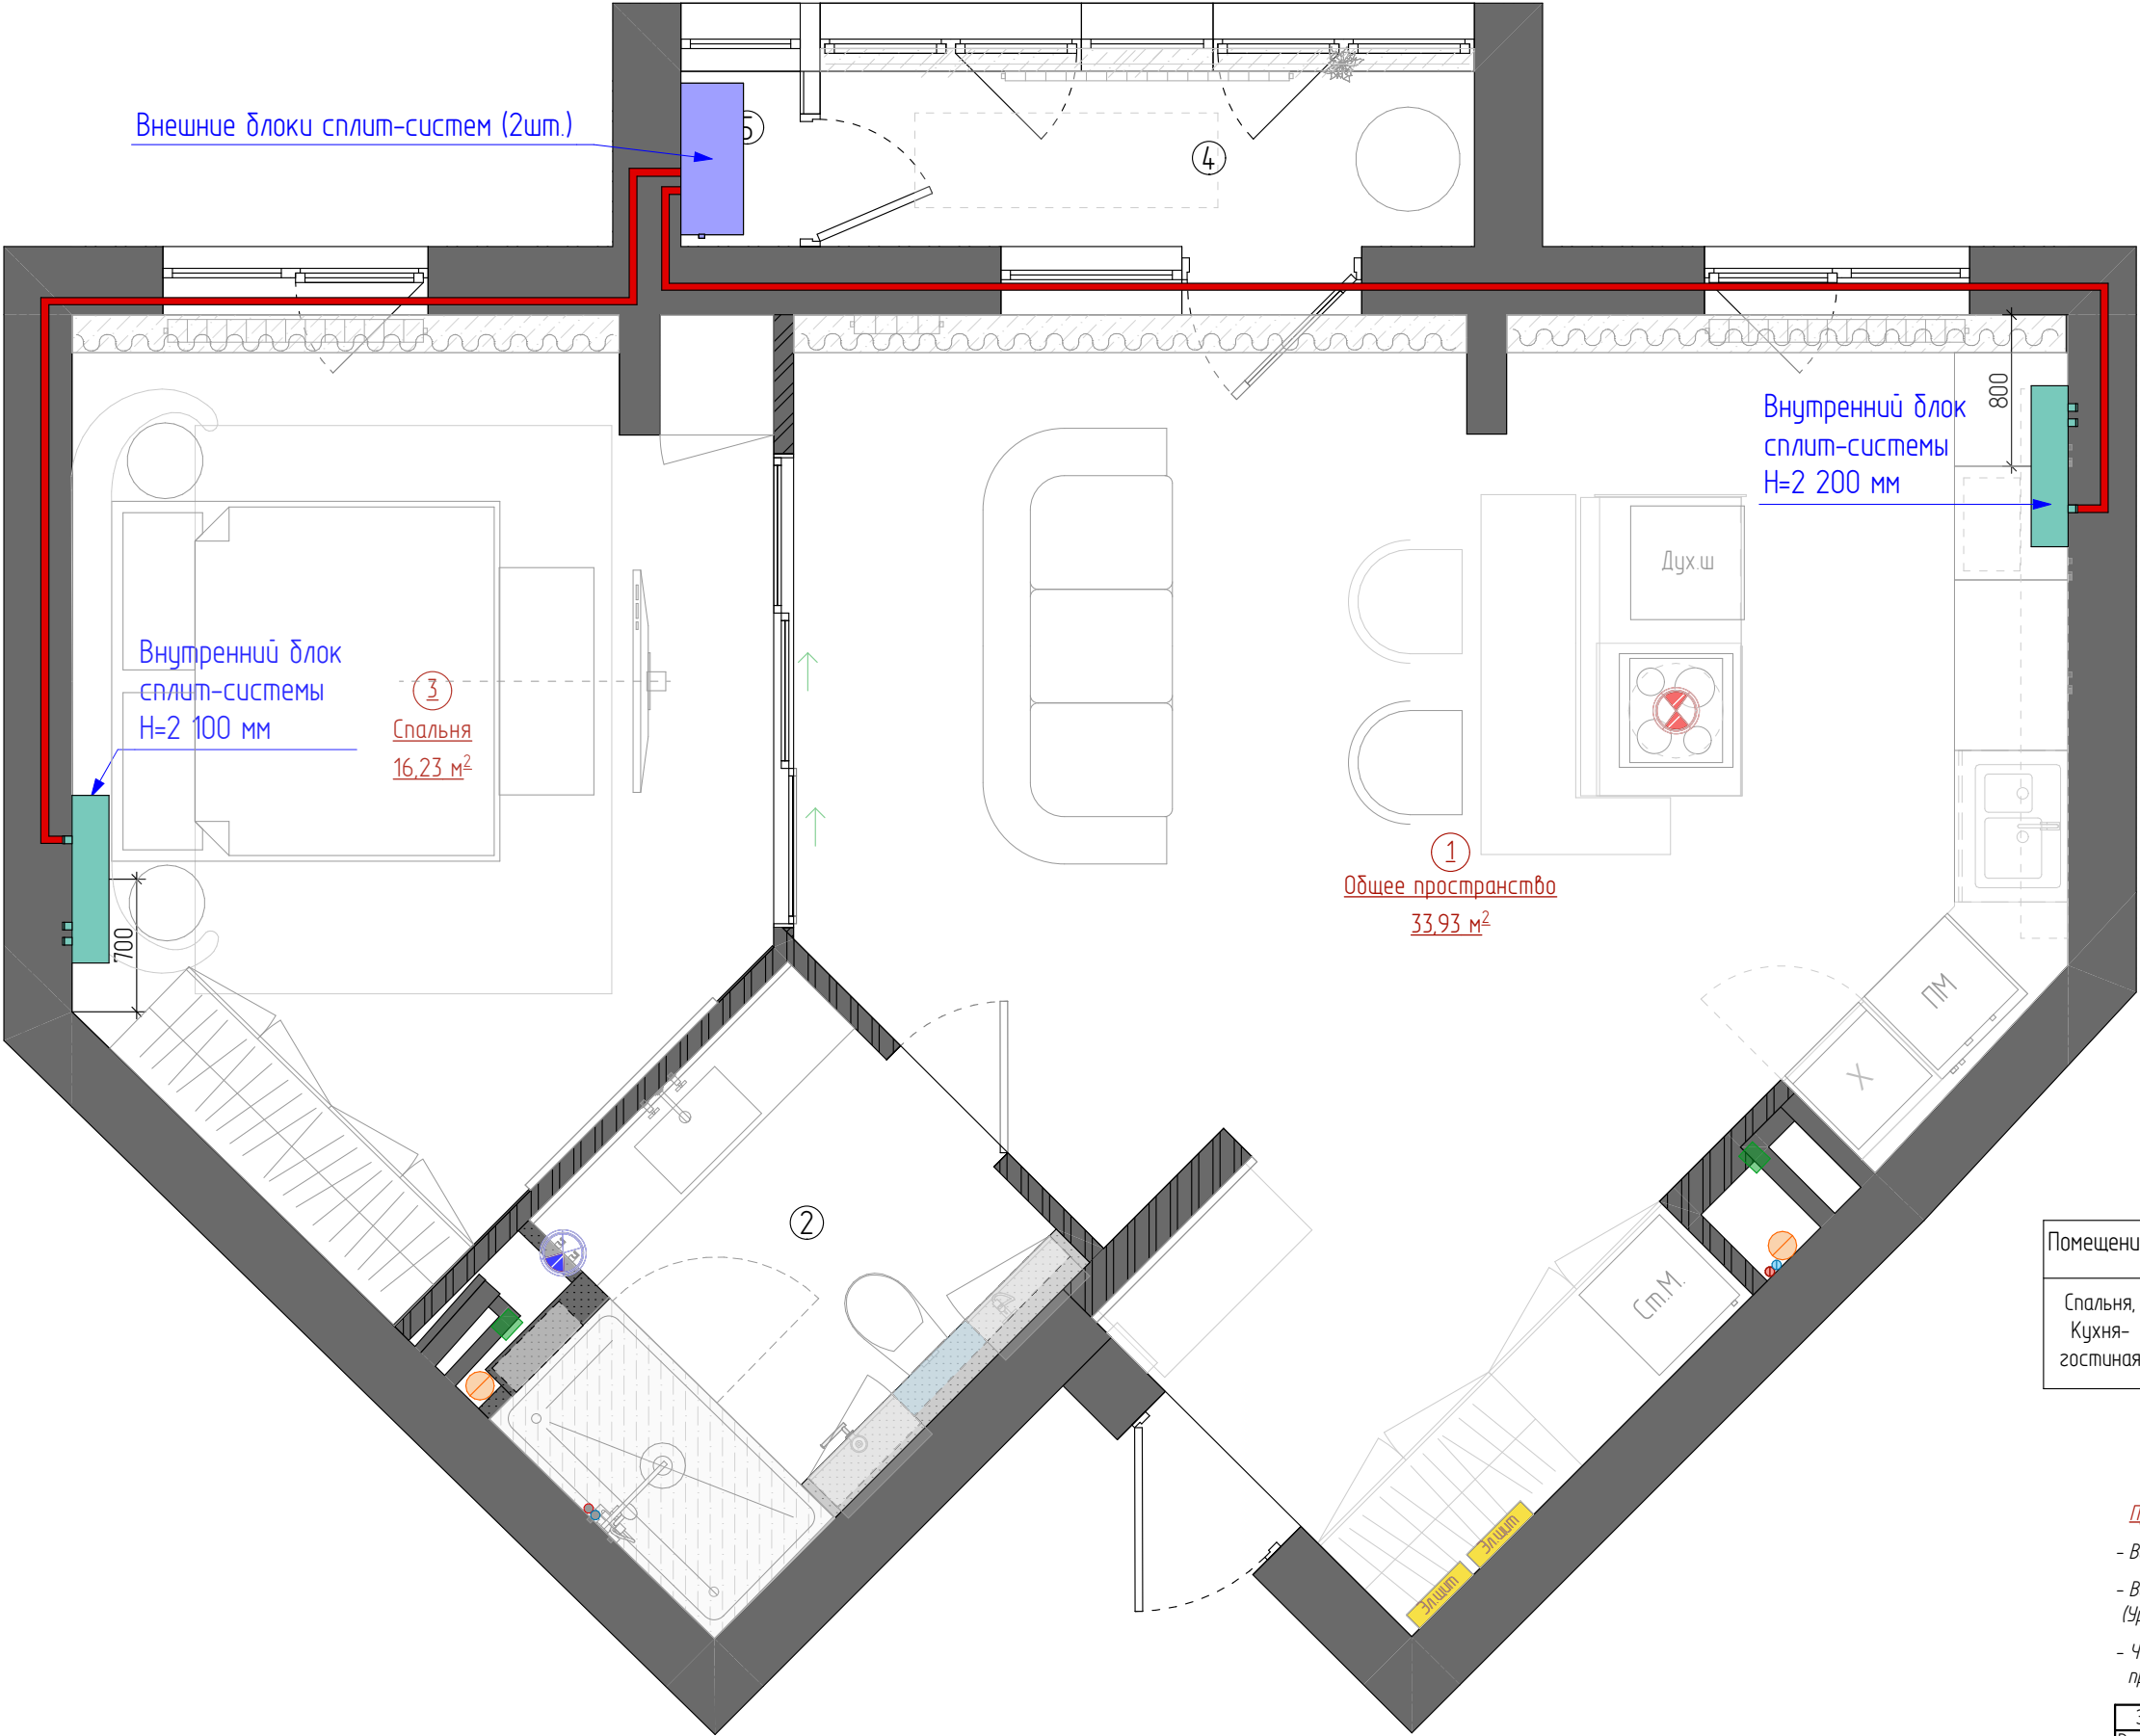 Внешние блоки сплит-систем (2шт.)
5
4
Внутренний блок
сплит-системы
Н=2 200 мм
800
Дух.ш
Внутренний блок
сплит-системы
Н=2 100 мм
3
Спальня
16,23 м²
1
Общее пространство
33,93 м²
700
ПМ
Х
2
Ст.М.
Эл.щит
Эл.щит
Помещени
Спальня,
Кухня-
гостиная
- В
- В